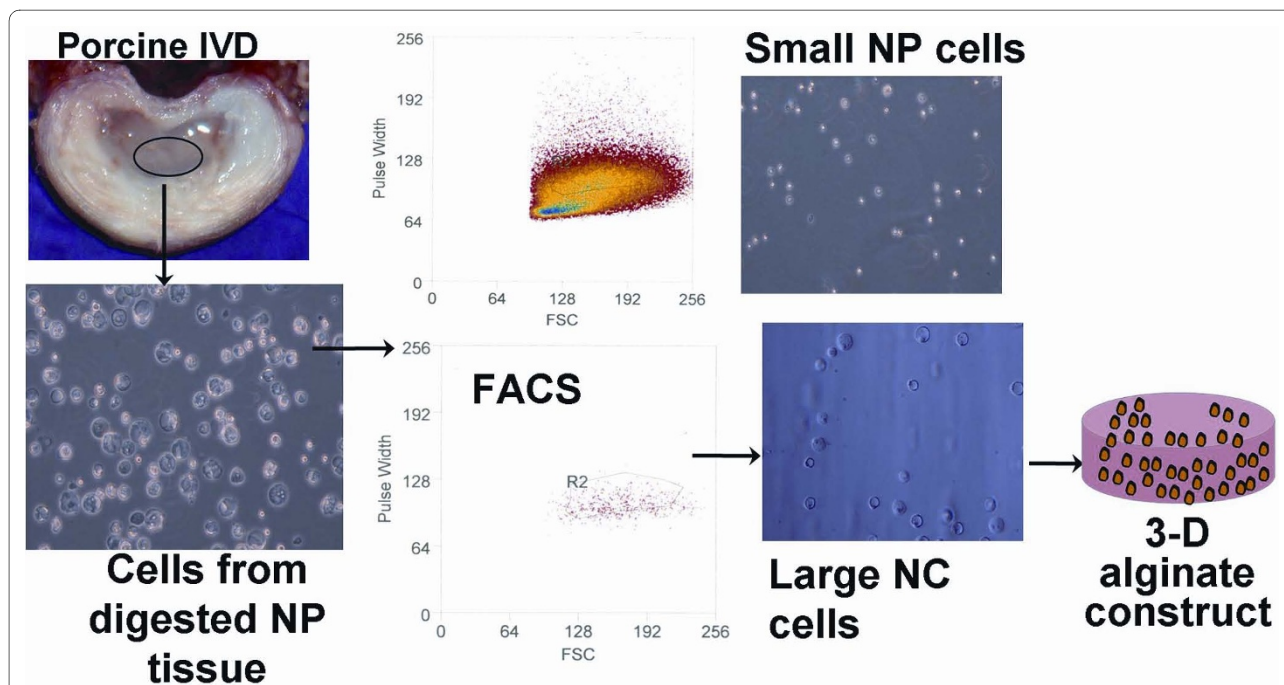 Porcine IVD
256
192
128
64
0
Pulse Width
0 64 128 192 256
FSC
Small NP cells
256
192
128
64
0
Pulse Width
FACS
R2
0 64 128 192 256
FSC
Cells from
digested NP
tissue
Large NC
cells
3-D
alginate
construct